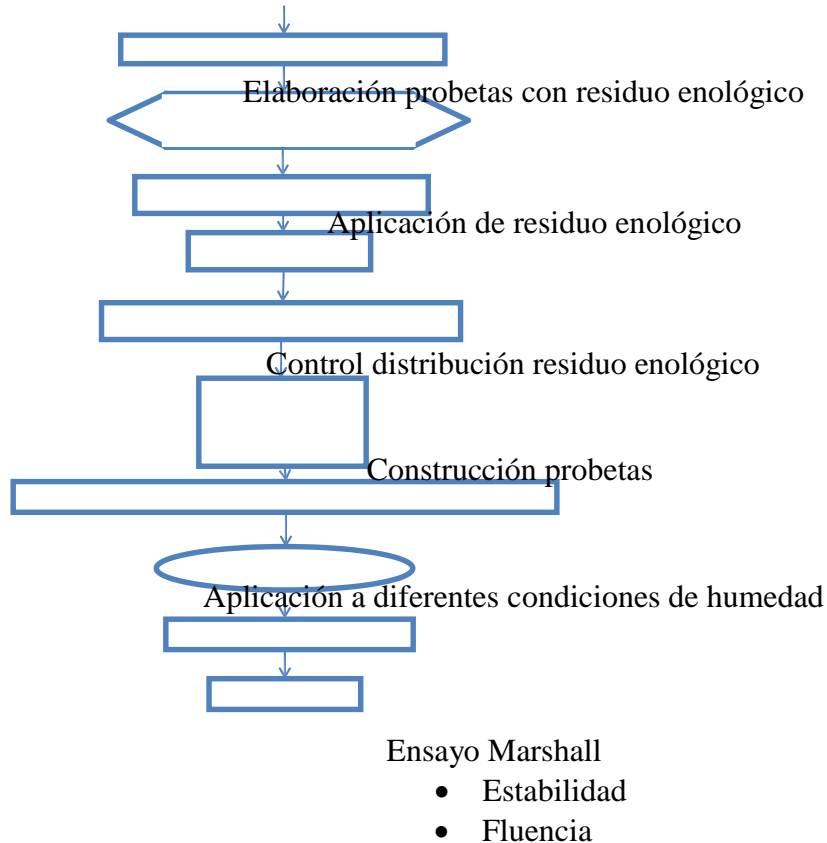 Elaboración probetas con residuo enológico
Aplicación de residuo enológico
Control distribución residuo enológico
Construcción probetas
Aplicación a diferentes condiciones de humedad
Ensayo Marshall
• Estabilidad
• Fluencia